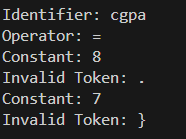 Identifier: cgpa
Operator: =
Constant: 8
Invalid Token: .
Constant: 7
Invalid Token: }